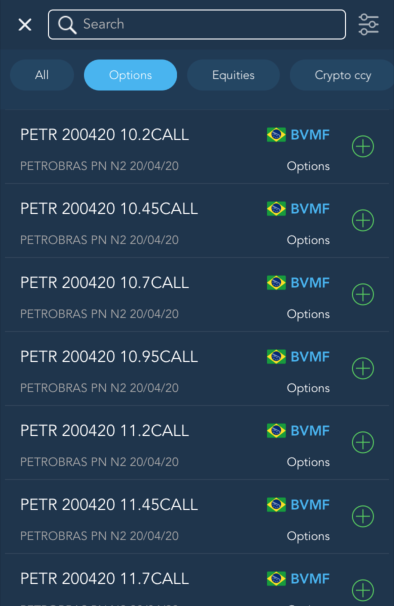 Search
All Options Equities Crypto ccy
PETR 200420 10.2CALL BVMF
PETROBRAS PN N2 20/04/20 Options
PETR 200420 10.45CALL BVMF
PETROBRAS PN N2 20/04/20 Options
PETR 200420 10.7CALL BVMF
PETROBRAS PN N2 20/04/20 Options
PETR 200420 10.95CALL BVMF
PETROBRAS PN N2 20/04/20 Options
PETR 200420 11.2CALL BVMF
PETROBRAS PN N2 20/04/20 Options
PETR 200420 11.45CALL BVMF
PETROBRAS PN N2 20/04/20 Options
PETR 200420 11.7CALL BVMF